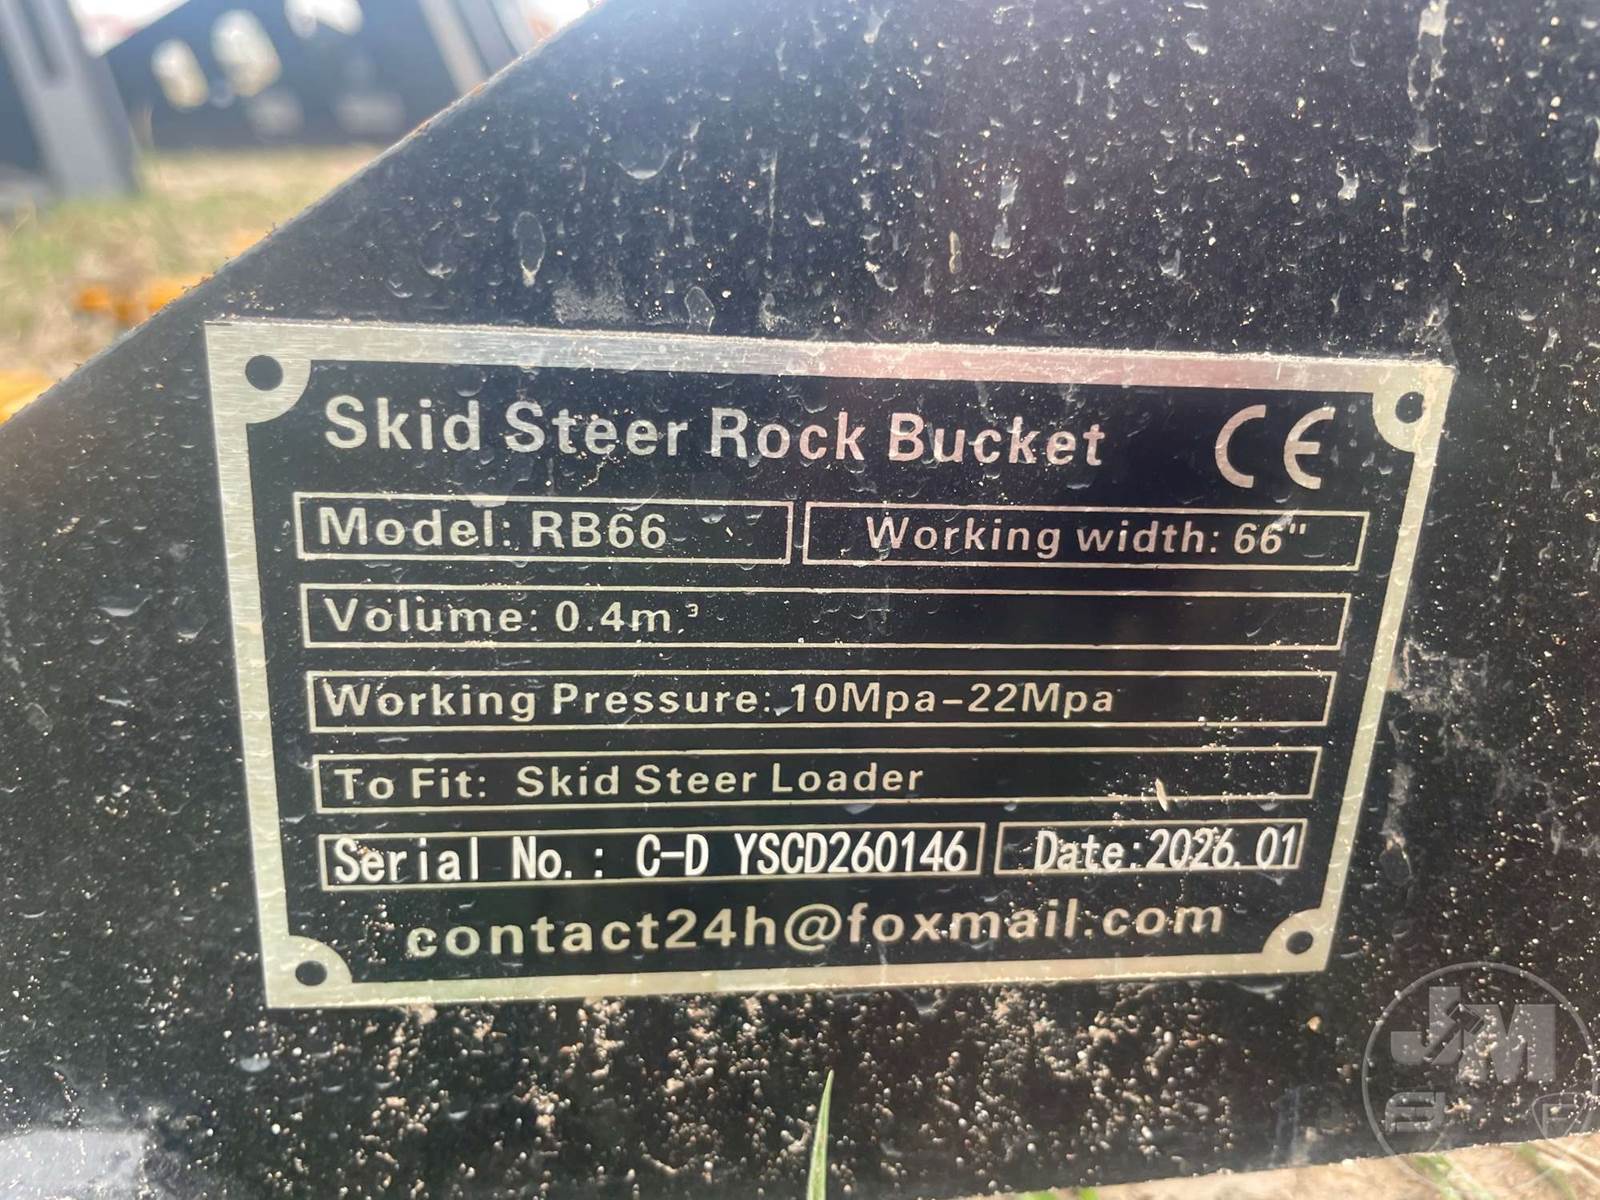 Skid Steer Rock Bucket CE
Model: RB66 Working width: 66"
Volume: 0.4m³
Working Pressure: 10Mpa-22Mpa
To Fit: Skid Steer Loader
Serial No.: C-D YSCD260146 Date:2026.01
contact24h@foxmail.com
JM